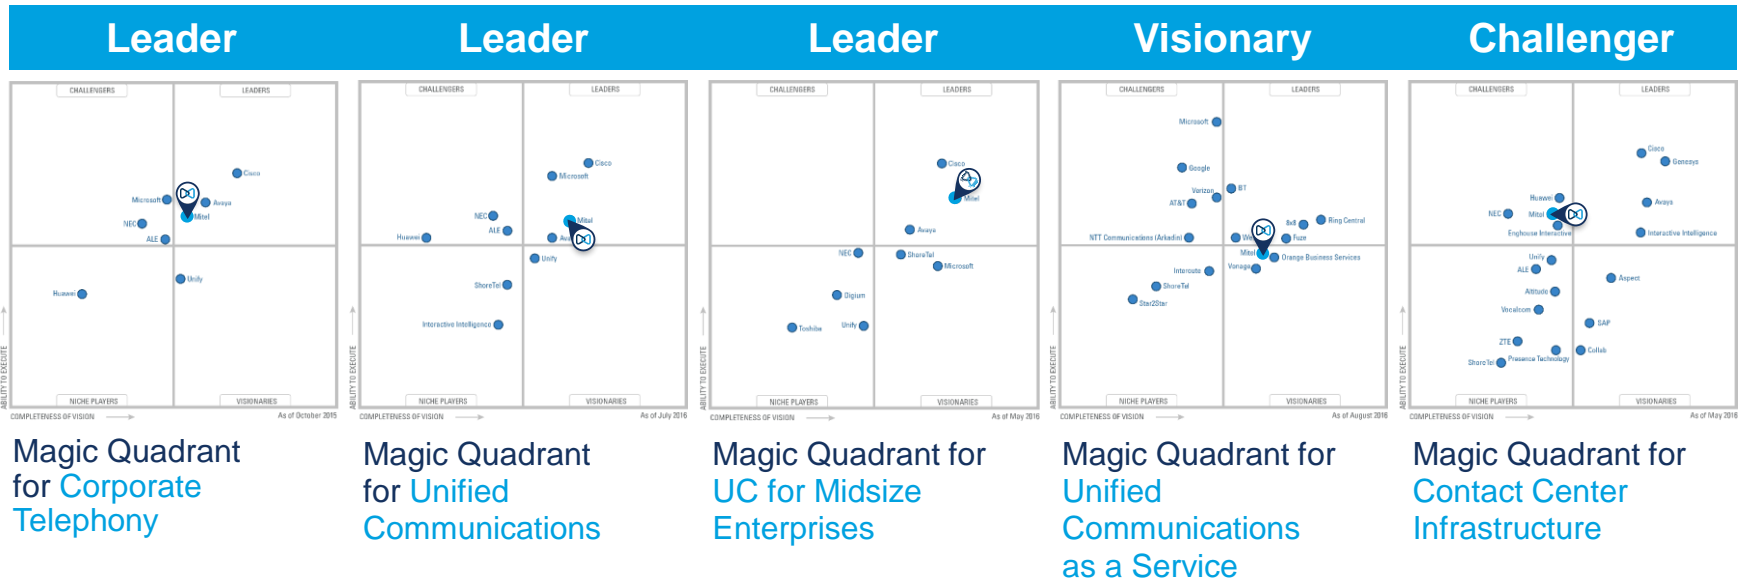 Leader
Leader
Leader
Visionary
Challenger
CHALLENGERS
LEADERS
Cisco
Microsoft
Avaya
Mitel
NEC
ALE
Unify
Huawei
ABILITY TO EXECUTE
NICHE PLAYERS
VISIONARIES
COMPLETENESS OF VISION
As of October 2015
Magic Quadrant
for Corporate
Telephony
CHALLENGERS
LEADERS
Cisco
Microsoft
NEC
Mitel
ALE
Huawei
Unify
ShoreTel
Interactive Intelligence
ABILITY TO EXECUTE
NICHE PLAYERS
VISIONARIES
COMPLETENESS OF VISION
As of July 2016
Magic Quadrant
for Unified
Communications
CHALLENGERS
LEADERS
Cisco
Mitel
Avaya
NEC
ShoreTel
Microsoft
Digium
Toshiba
Unify
ABILITY TO EXECUTE
NICHE PLAYERS
VISIONARIES
COMPLETENESS OF VISION
As of May 2016
Magic Quadrant for
UC for Midsize
Enterprises
CHALLENGERS
LEADERS
Microsoft
Google
Verizon
BT
AT&T
8x8
Ring Central
NTT Communications (Arkadin)
Fuze
Mitel
Orange Business Services
Intercute
Vonage
ShoreTel
Star2Star
ABILITY TO EXECUTE
NICHE PLAYERS
VISIONARIES
COMPLETENESS OF VISION
As of August 2016
Magic Quadrant for
Unified
Communications
as a Service
CHALLENGERS
LEADERS
Cisco
Genesys
Huawei
Avaya
NEC
Mitel
Enghouse Interactive
Interactive Intelligence
Unify
ALE
Aspect
Altitude
Vocalcom
SAP
ZTE
Presence Technology
Collab
ShoreTel
ABILITY TO EXECUTE
NICHE PLAYERS
VISIONARIES
COMPLETENESS OF VISION
As of May 2016
Magic Quadrant for
Contact Center
Infrastructure